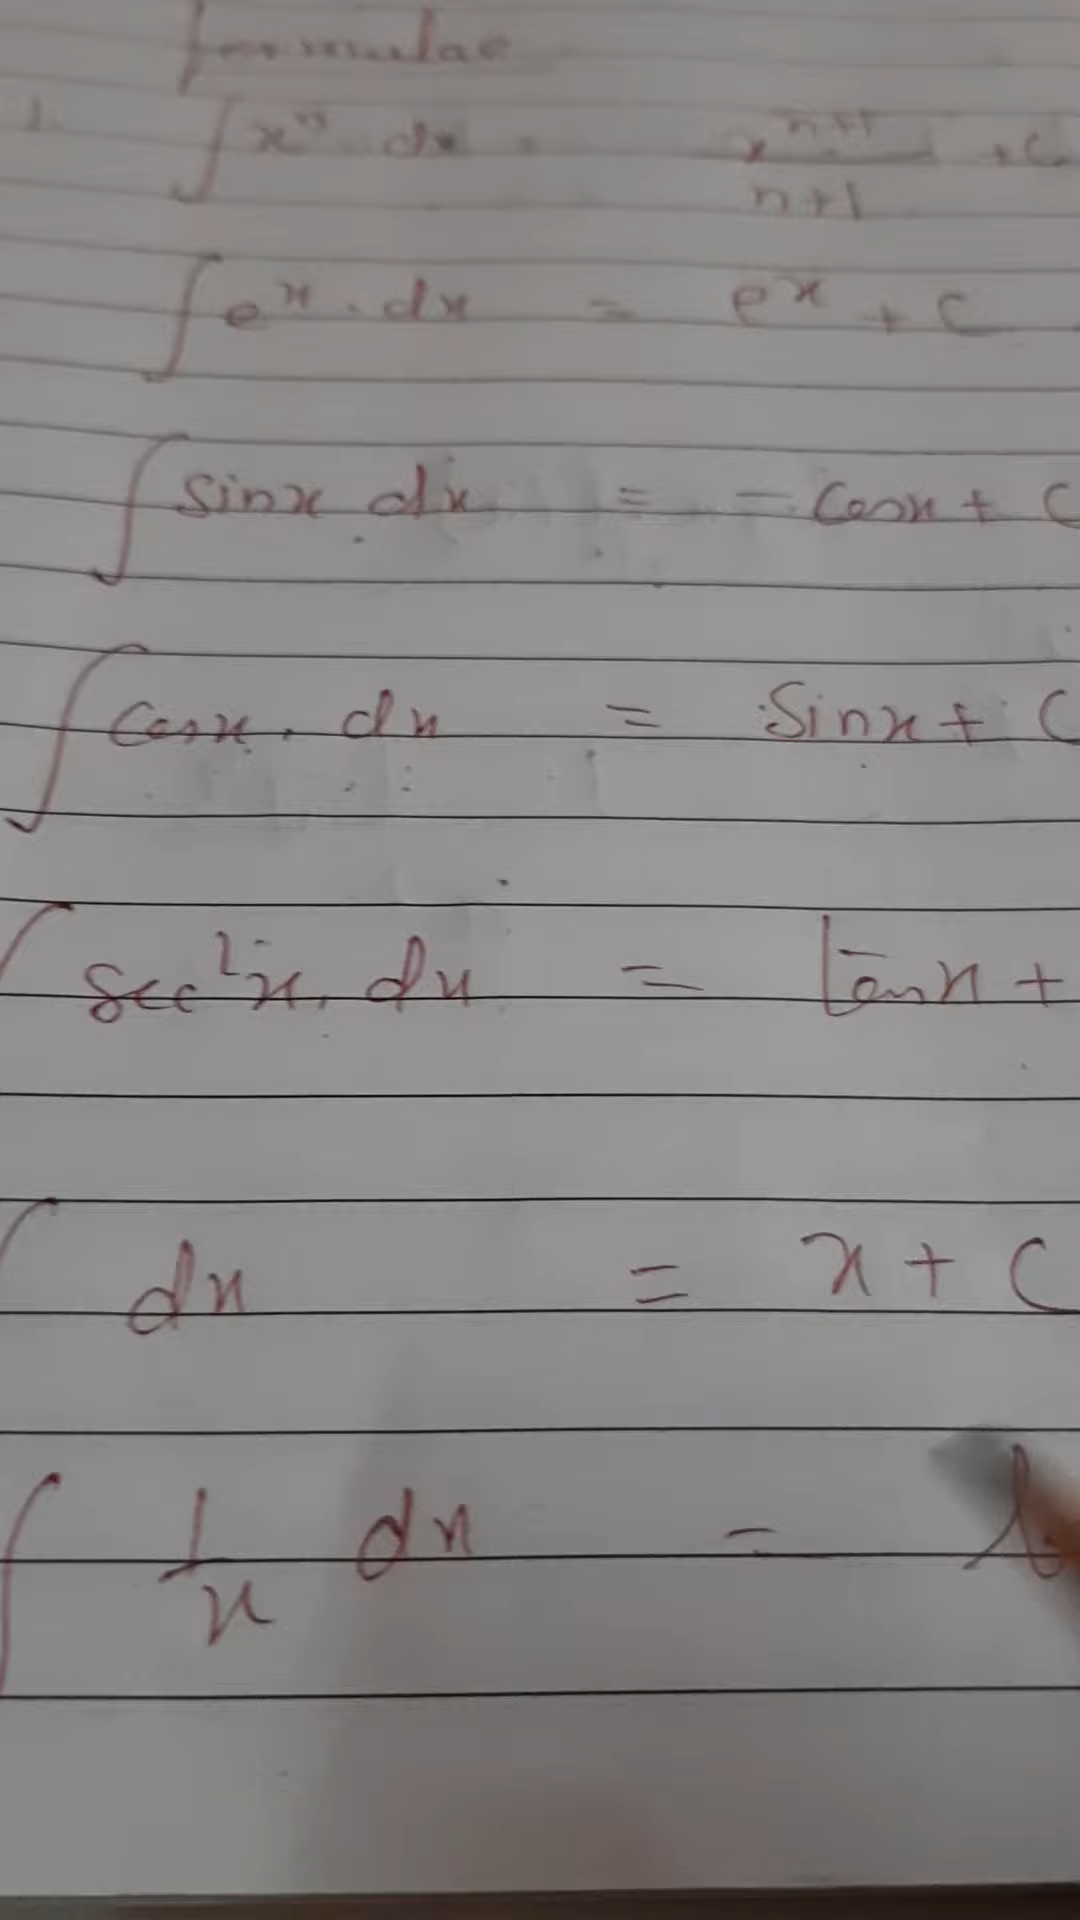 formulae
1. ∫ xⁿ . dx = xⁿ⁺¹/n+1 + C
∫ eˣ . dx = eˣ + C
∫ sinx dx = - Cosx + C
∫ Cosx . dx = Sinx + C
∫ sec²x . dx = tanx +
∫ dx = x + C
∫ 1/x dx =